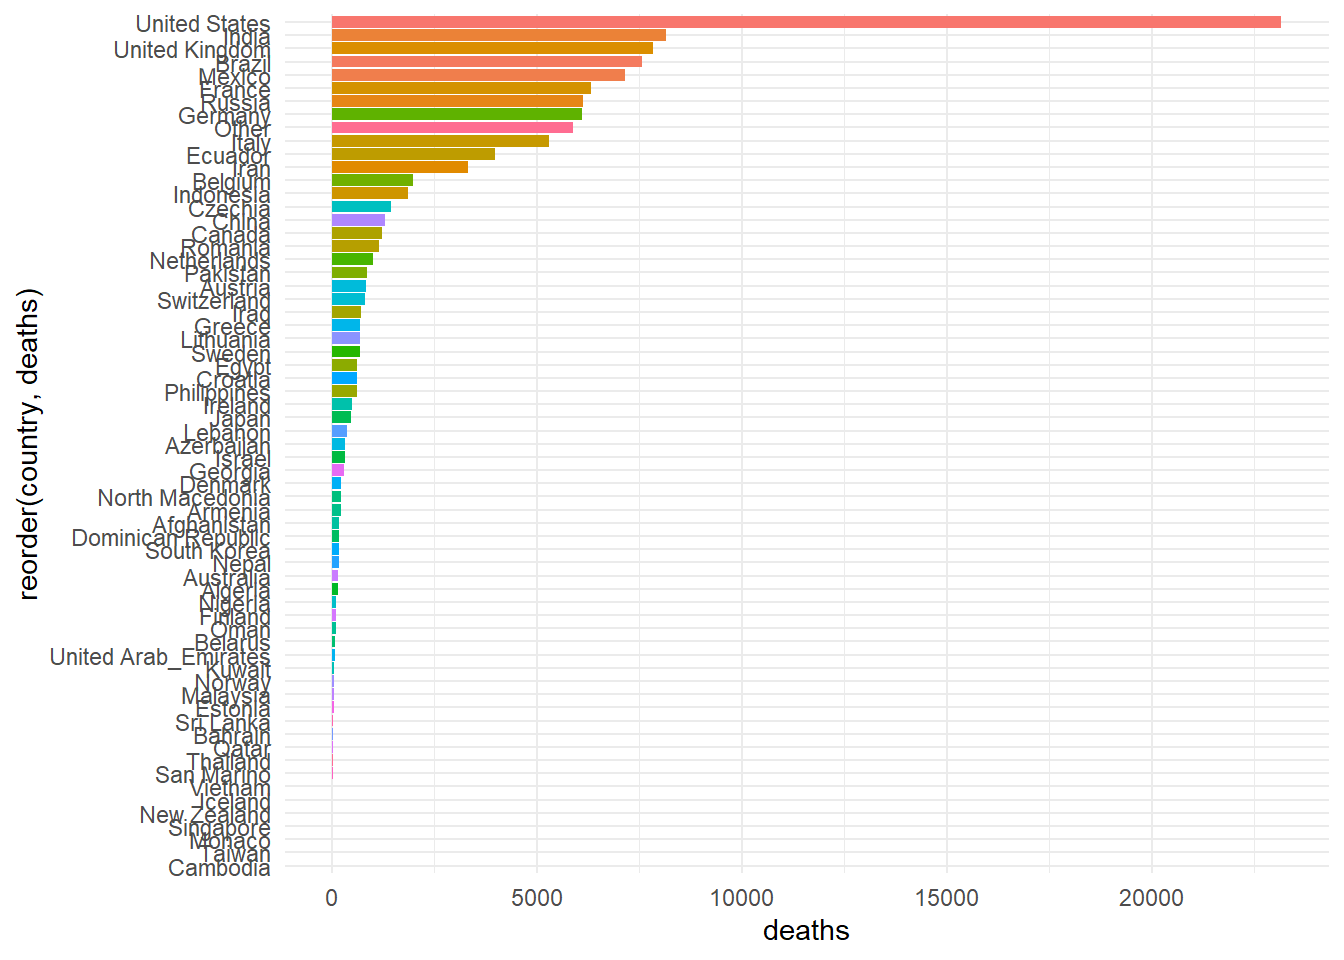 United States
India
United Kingdom
Brazil
Mexico
France
Russia
Germany
Other
Italy
Ecuador
Iran
Belgium
Indonesia
Czechia
China
Canada
Romania
Netherlands
Pakistan
Austria
Switzerland
Iraq
Greece
Lithuania
Sweden
Egypt
Croatia
Philippines
Ireland
Japan
Lebanon
Azerbaijan
Israel
Georgia
Denmark
North Macedonia
Armenia
Afghanistan
Dominican Republic
South Korea
Nepal
Australia
Algeria
Nigeria
Finland
Oman
Belarus
United Arab_Emirates
Kuwait
Norway
Malaysia
Estonia
Sri Lanka
Bahrain
Qatar
Thailand
San Marino
Vietnam
Iceland
New Zealand
Singapore
Monaco
Taiwan
Cambodia
reorder(country, deaths)
0 5000 10000 15000 20000
deaths